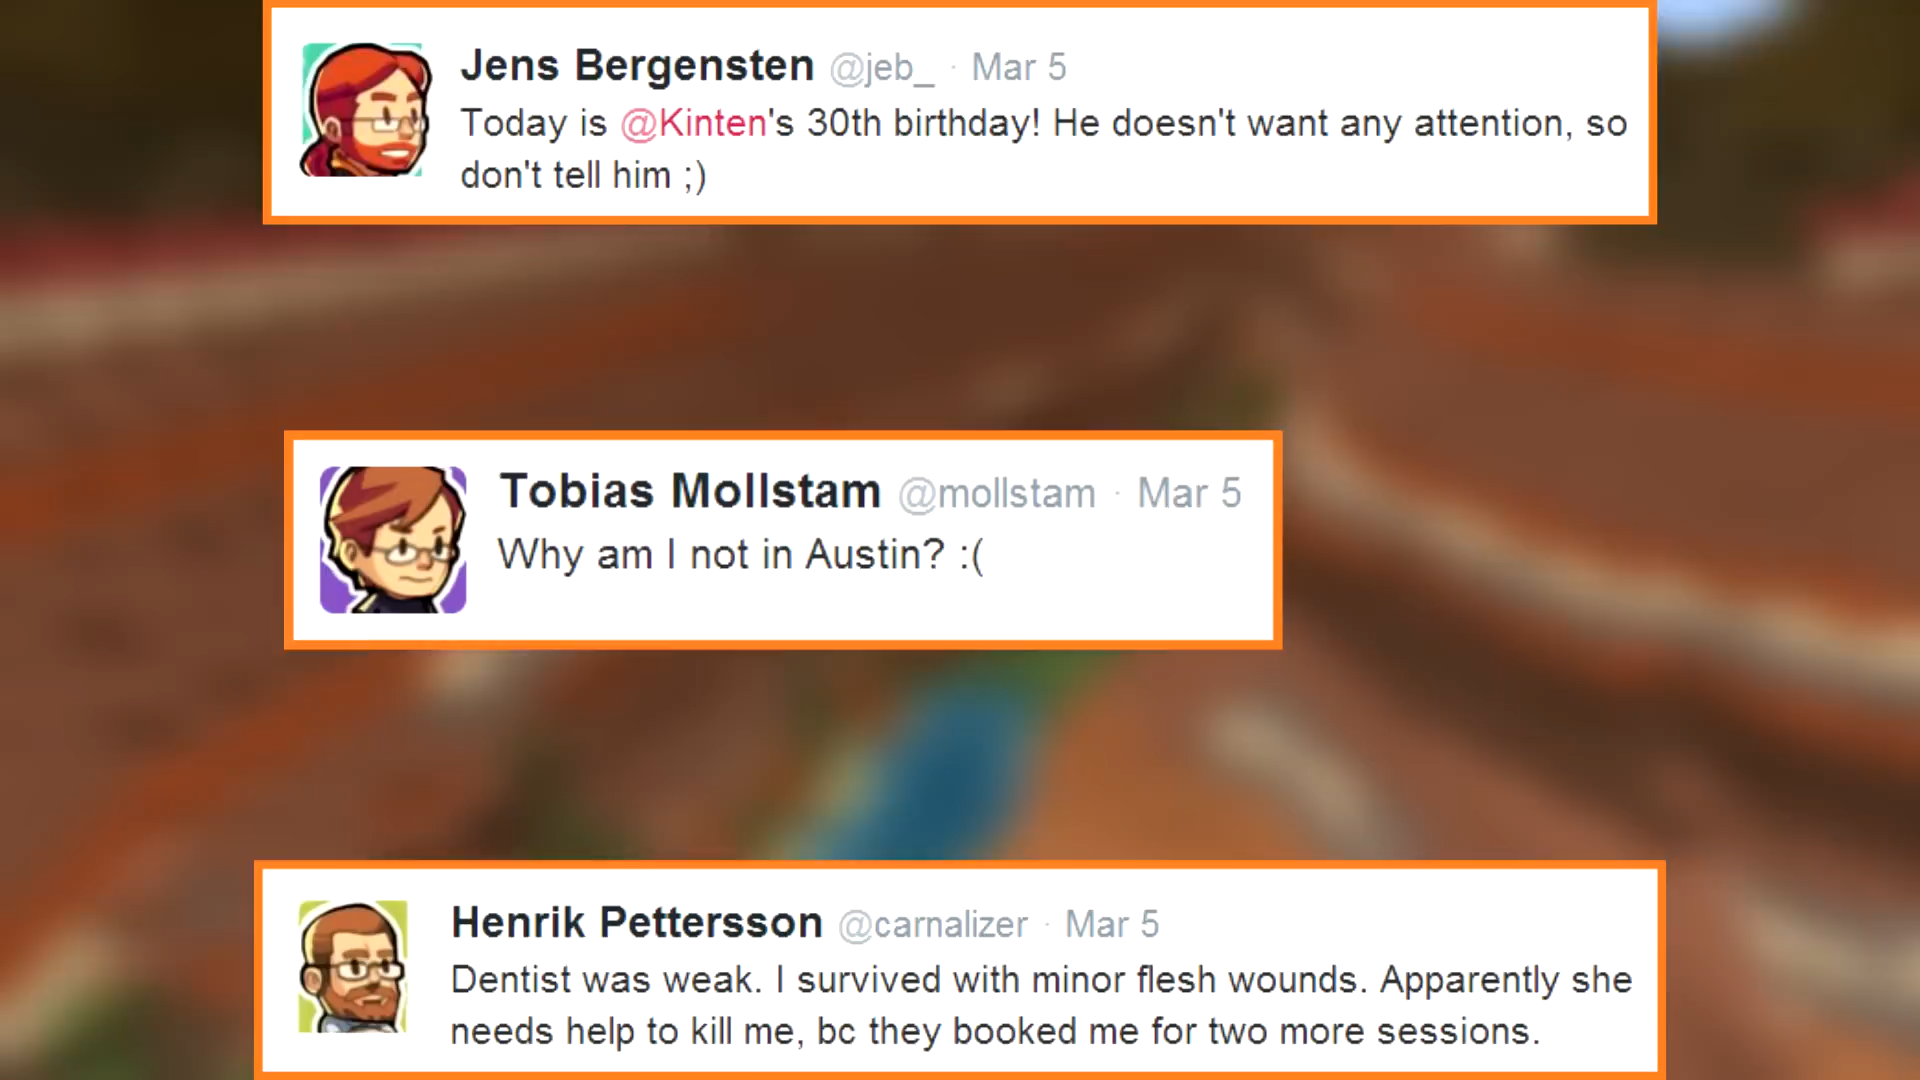 Jens Bergensten @jeb_ · Mar 5
Today is @Kinten's 30th birthday! He doesn't want any attention, so
don't tell him ;)
Tobias Mollstam @mollstam · Mar 5
Why am I not in Austin? :(
Henrik Pettersson @carnalizer · Mar 5
Dentist was weak. I survived with minor flesh wounds. Apparently she
needs help to kill me, bc they booked me for two more sessions.